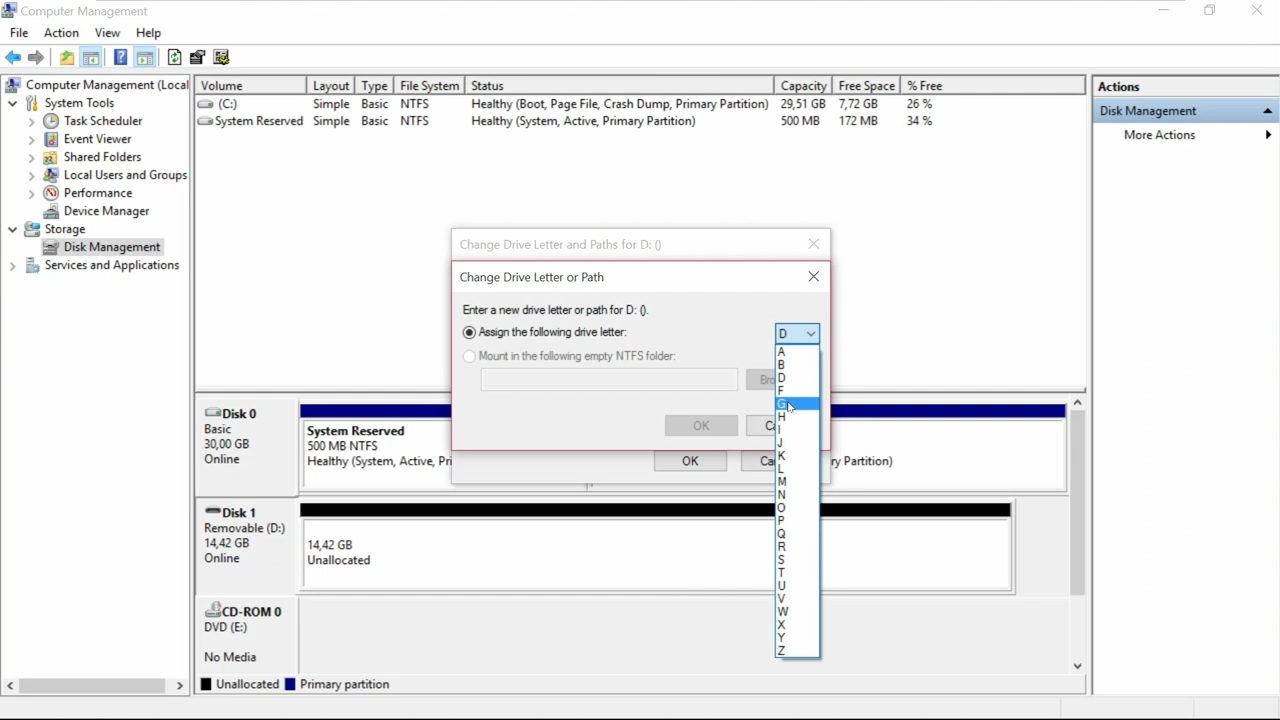 Computer Management
File Action View Help
Computer Management (Local
System Tools
Task Scheduler
Event Viewer
Shared Folders
Local Users and Groups
Performance
Device Manager
Storage
Disk Management
Services and Applications
Volume Layout Type File System Status Capacity Free Space % Free
(C:) Simple Basic NTFS Healthy (Boot, Page File, Crash Dump, Primary Partition) 29,51 GB 7,72 GB 26 %
System Reserved Simple Basic NTFS Healthy (System, Active, Primary Partition) 500 MB 172 MB 34 %
Actions
Disk Management
More Actions
Change Drive Letter and Paths for D: ()
Change Drive Letter or Path
Enter a new drive letter or path for D: ().
Assign the following drive letter:
D
Mount in the following empty NTFS folder:
Bro
OK Ca
OK Ca
A
B
D
F
G
H
I
J
K
L
M
N
O
P
Q
R
S
T
U
V
W
X
Y
Z
Disk 0
Basic
30,00 GB
Online
System Reserved
500 MB NTFS
Healthy (System, Active, Pri
ry Partition)
Disk 1
Removable (D:)
14,42 GB
Online
14,42 GB
Unallocated
CD-ROM 0
DVD (E:)
No Media
Unallocated Primary partition